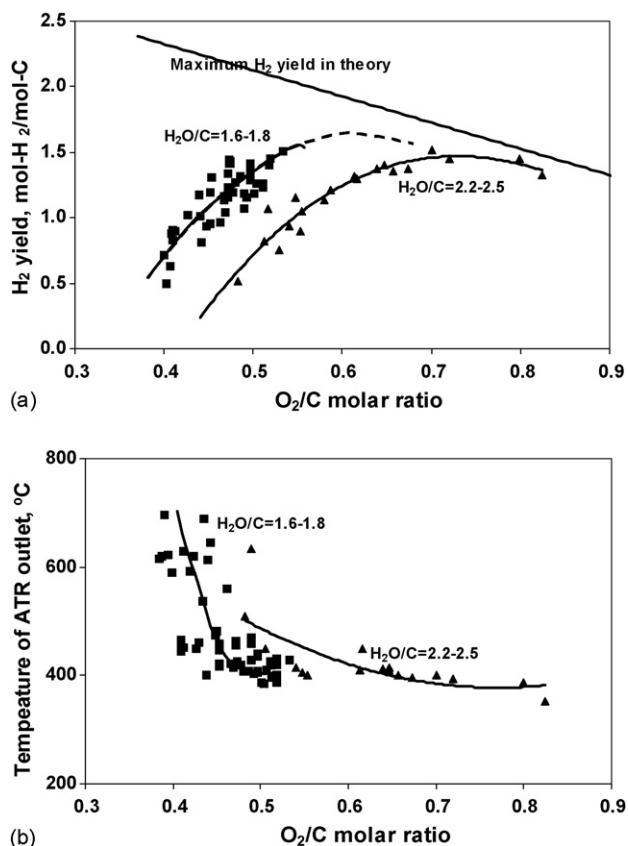 2.5
Maximum H2 yield in theory
2.0
H2O/C=1.6-1.8
1.5
H2O/C=2.2-2.5
1.0
0.5
0.0
H2 yield, mol-H2/mol-C
0.3 0.4 0.5 0.6 0.7 0.8 0.9
(a) O2/C molar ratio
800
H2O/C=1.6-1.8
600
H2O/C=2.2-2.5
400
200
Tempeature of ATR outlet, ºC
0.3 0.4 0.5 0.6 0.7 0.8 0.9
(b) O2/C molar ratio